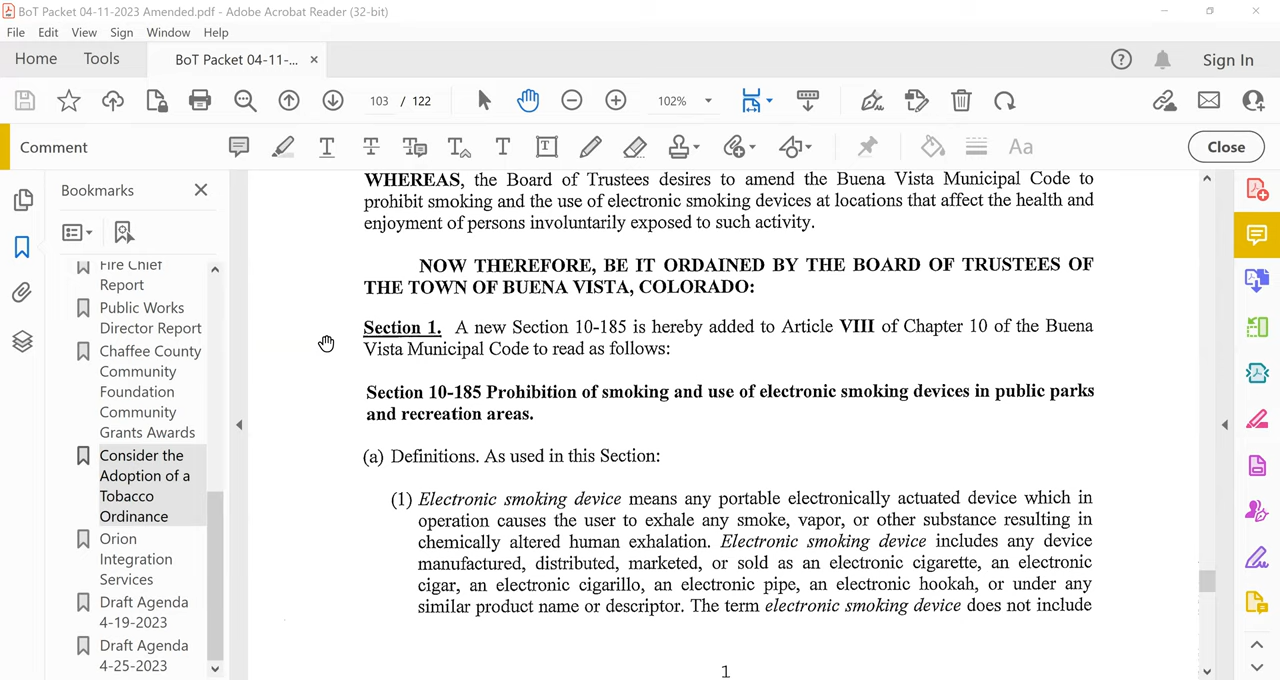 BoT Packet 04-11-2023 Amended.pdf - Adobe Acrobat Reader (32-bit)
File Edit View Sign Window Help
Home Tools BoT Packet 04-11-... ×
Sign In
103 / 122
102%
Comment
Close
Bookmarks
Fire Chief
Report
Public Works
Director Report
Chaffee County
Community
Foundation
Community
Grants Awards
Consider the
Adoption of a
Tobacco
Ordinance
Orion
Integration
Services
Draft Agenda
4-19-2023
Draft Agenda
4-25-2023
WHEREAS, the Board of Trustees desires to amend the Buena Vista Municipal Code to
prohibit smoking and the use of electronic smoking devices at locations that affect the health and
enjoyment of persons involuntarily exposed to such activity.
NOW THEREFORE, BE IT ORDAINED BY THE BOARD OF TRUSTEES OF
THE TOWN OF BUENA VISTA, COLORADO:
Section 1. A new Section 10-185 is hereby added to Article VIII of Chapter 10 of the Buena
Vista Municipal Code to read as follows:
Section 10-185 Prohibition of smoking and use of electronic smoking devices in public parks
and recreation areas.
(a) Definitions. As used in this Section:
(1) Electronic smoking device means any portable electronically actuated device which in
operation causes the user to exhale any smoke, vapor, or other substance resulting in
chemically altered human exhalation. Electronic smoking device includes any device
manufactured, distributed, marketed, or sold as an electronic cigarette, an electronic
cigar, an electronic cigarillo, an electronic pipe, an electronic hookah, or under any
similar product name or descriptor. The term electronic smoking device does not include
1